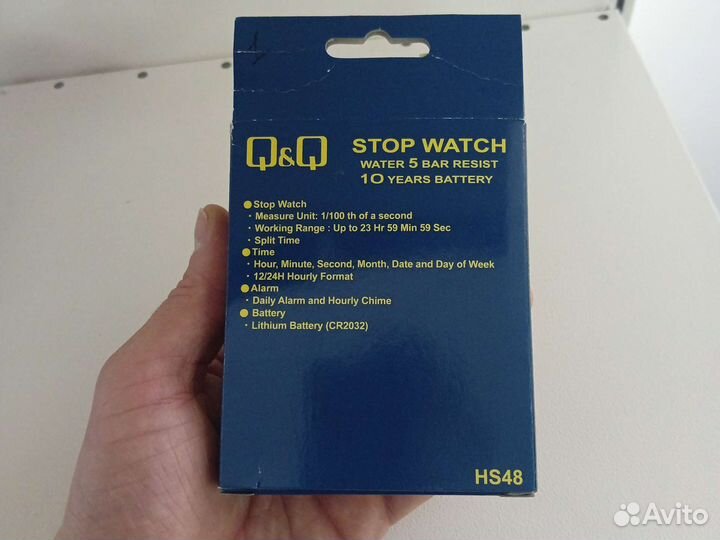 Q&Q
STOP WATCH
WATER 5 BAR RESIST
10 YEARS BATTERY
● Stop Watch
· Measure Unit: 1/100 th of a second
· Working Range : Up to 23 Hr 59 Min 59 Sec
· Split Time
● Time
· Hour, Minute, Second, Month, Date and Day of Week
· 12/24H Hourly Format
● Alarm
· Daily Alarm and Hourly Chime
● Battery
· Lithium Battery (CR2032)
HS48
Avito